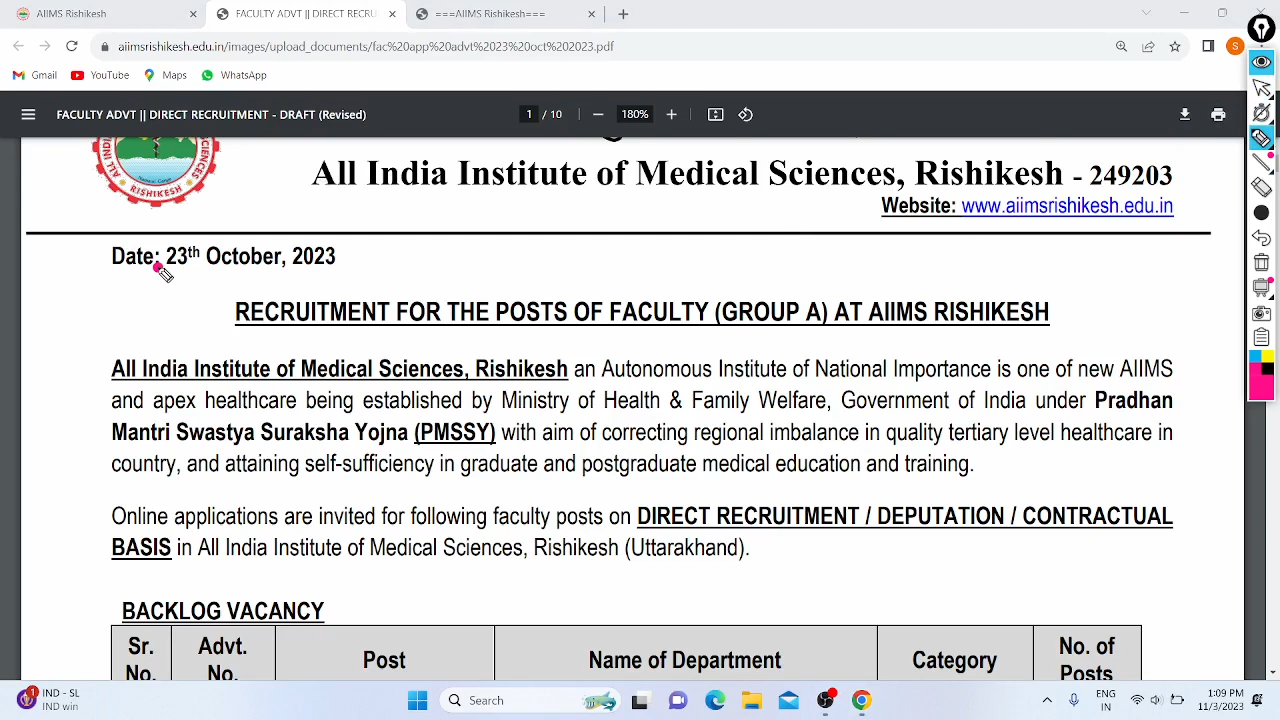 AIIMS Rishikesh
FACULTY ADVT || DIRECT RECRUI
===AIIMS Rishikesh===
aiimsrishikesh.edu.in/images/upload_documents/fac%20app%20advt%2023%20oct%2023.pdf
S
Gmail YouTube Maps WhatsApp
FACULTY ADVT || DIRECT RECRUITMENT - DRAFT (Revised) 1 / 10 180%
RISHIKESH
All India Institute of Medical Sciences, Rishikesh - 249203
Website: www.aiimsrishikesh.edu.in
Date: 23th October, 2023
RECRUITMENT FOR THE POSTS OF FACULTY (GROUP A) AT AIIMS RISHIKESH
All India Institute of Medical Sciences, Rishikesh an Autonomous Institute of National Importance is one of new AIIMS
and apex healthcare being established by Ministry of Health & Family Welfare, Government of India under Pradhan
Mantri Swastya Suraksha Yojna (PMSSY) with aim of correcting regional imbalance in quality tertiary level healthcare in
country, and attaining self-sufficiency in graduate and postgraduate medical education and training.
Online applications are invited for following faculty posts on DIRECT RECRUITMENT / DEPUTATION / CONTRACTUAL
BASIS in All India Institute of Medical Sciences, Rishikesh (Uttarakhand).
BACKLOG VACANCY
Sr. No. Advt. No. Post Name of Department Category No. of Posts
1 IND - SL
IND win
Search
ENG
IN
1:09 PM
11/3/2023